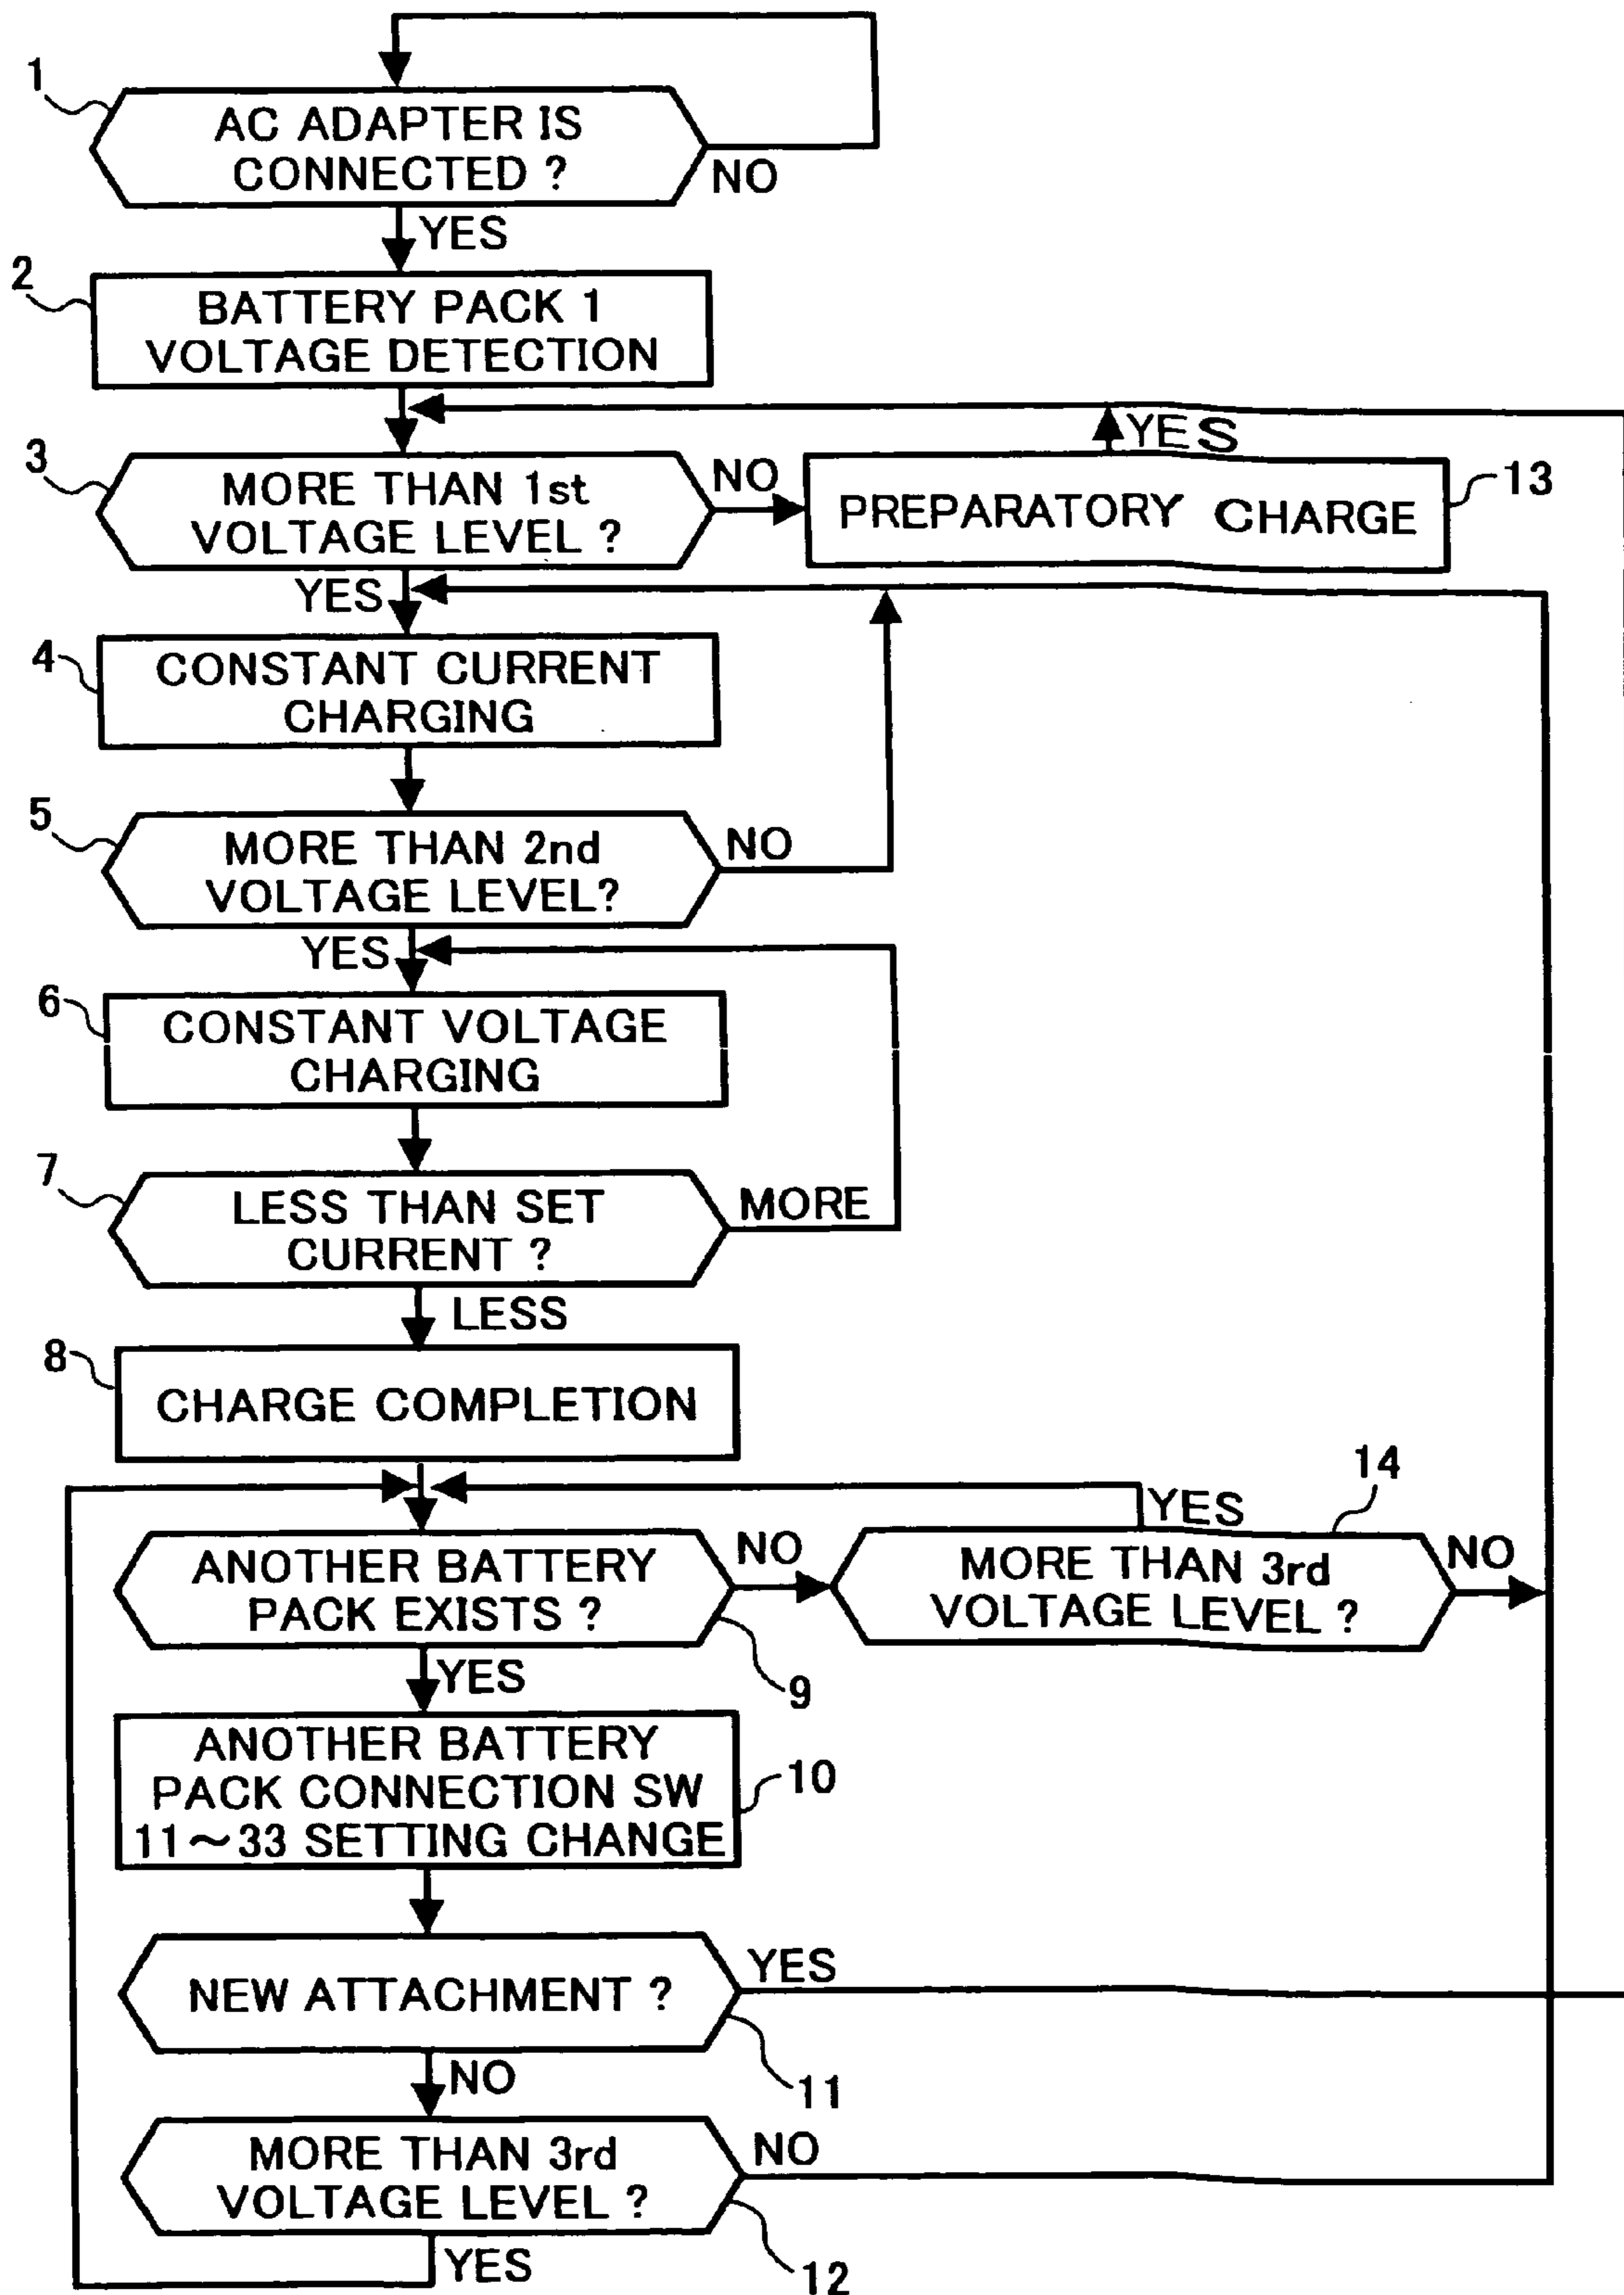 1
AC ADAPTER IS
CONNECTED ?
NO
YES
2
BATTERY PACK 1
VOLTAGE DETECTION
YES
3
MORE THAN 1st
VOLTAGE LEVEL ?
NO
PREPARATORY CHARGE
13
YES
4
CONSTANT CURRENT
CHARGING
5
MORE THAN 2nd
VOLTAGE LEVEL?
NO
YES
6
CONSTANT VOLTAGE
CHARGING
7
LESS THAN SET
CURRENT ?
MORE
LESS
8
CHARGE COMPLETION
14
YES
ANOTHER BATTERY
PACK EXISTS ?
NO
MORE THAN 3rd
VOLTAGE LEVEL ?
NO
YES
9
ANOTHER BATTERY
PACK CONNECTION SW
11～33 SETTING CHANGE
10
NEW ATTACHMENT ?
YES
NO
11
MORE THAN 3rd
VOLTAGE LEVEL ?
NO
YES
12